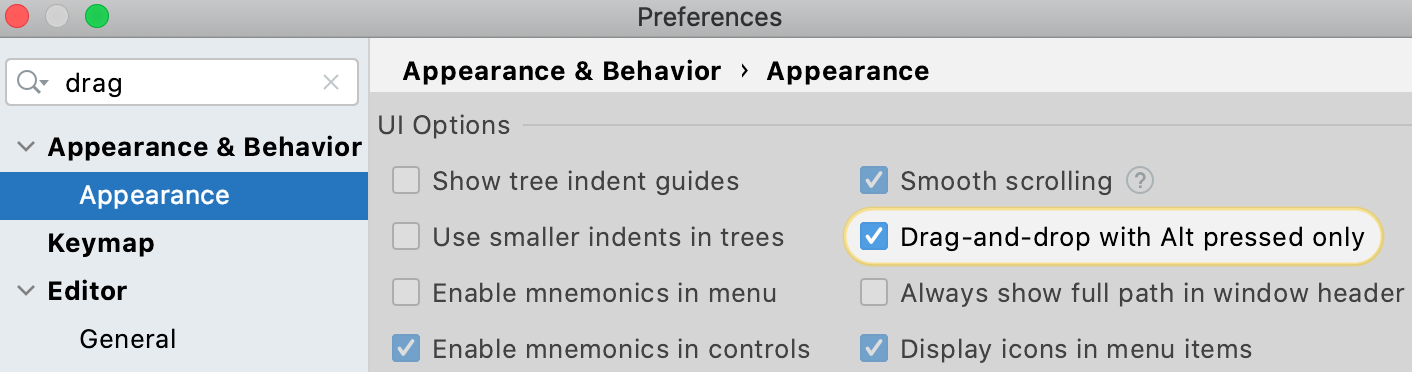 Preferences
drag
Appearance & Behavior
Appearance
Keymap
Editor
General
Appearance & Behavior › Appearance
UI Options
Show tree indent guides
Smooth scrolling ?
Use smaller indents in trees
Drag-and-drop with Alt pressed only
Enable mnemonics in menu
Always show full path in window header
Enable mnemonics in controls
Display icons in menu items